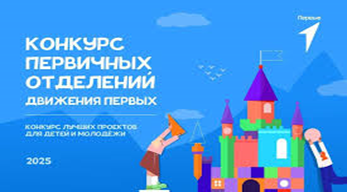 Первые
КОНКУРС
ПЕРВИЧНЫХ
ОТДЕЛЕНИЙ
ДВИЖЕНИЯ ПЕРВЫХ
КОНКУРС ЛУЧШИХ ПРОЕКТОВ
ДЛЯ ДЕТЕЙ И МОЛОДЁЖИ
2025